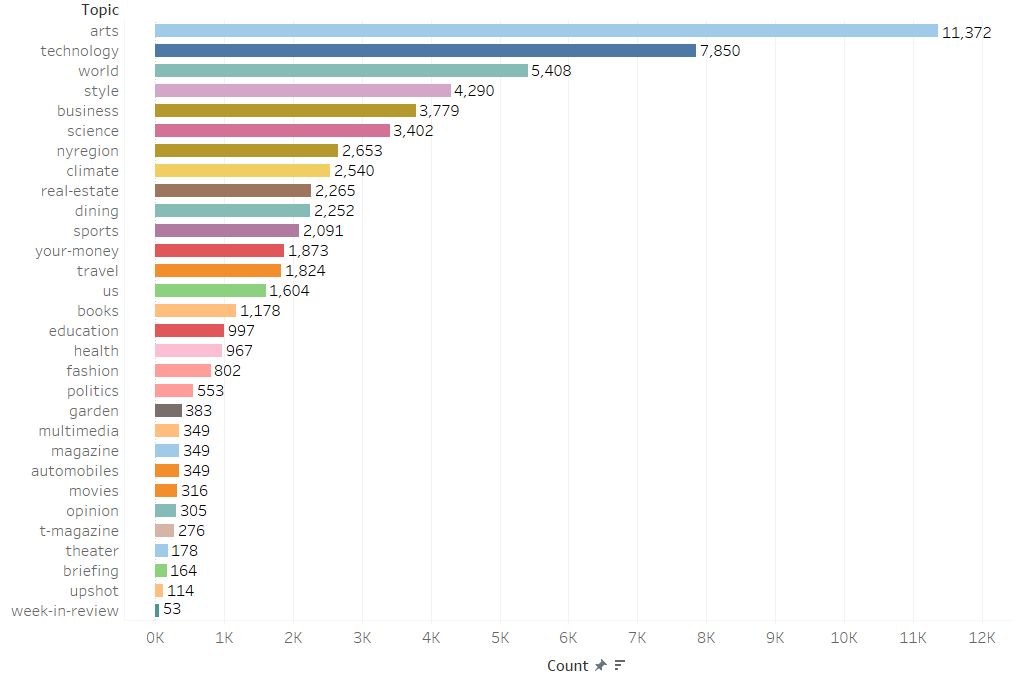 Topic
arts 11,372
technology 7,850
world 5,408
style 4,290
business 3,779
science 3,402
nyregion 2,653
climate 2,540
real-estate 2,265
dining 2,252
sports 2,091
your-money 1,873
travel 1,824
us 1,604
books 1,178
education 997
health 967
fashion 802
politics 553
garden 383
multimedia 349
magazine 349
automobiles 349
movies 316
opinion 305
t-magazine 276
theater 178
briefing 164
upshot 114
week-in-review 53
0K 1K 2K 3K 4K 5K 6K 7K 8K 9K 10K 11K 12K
Count